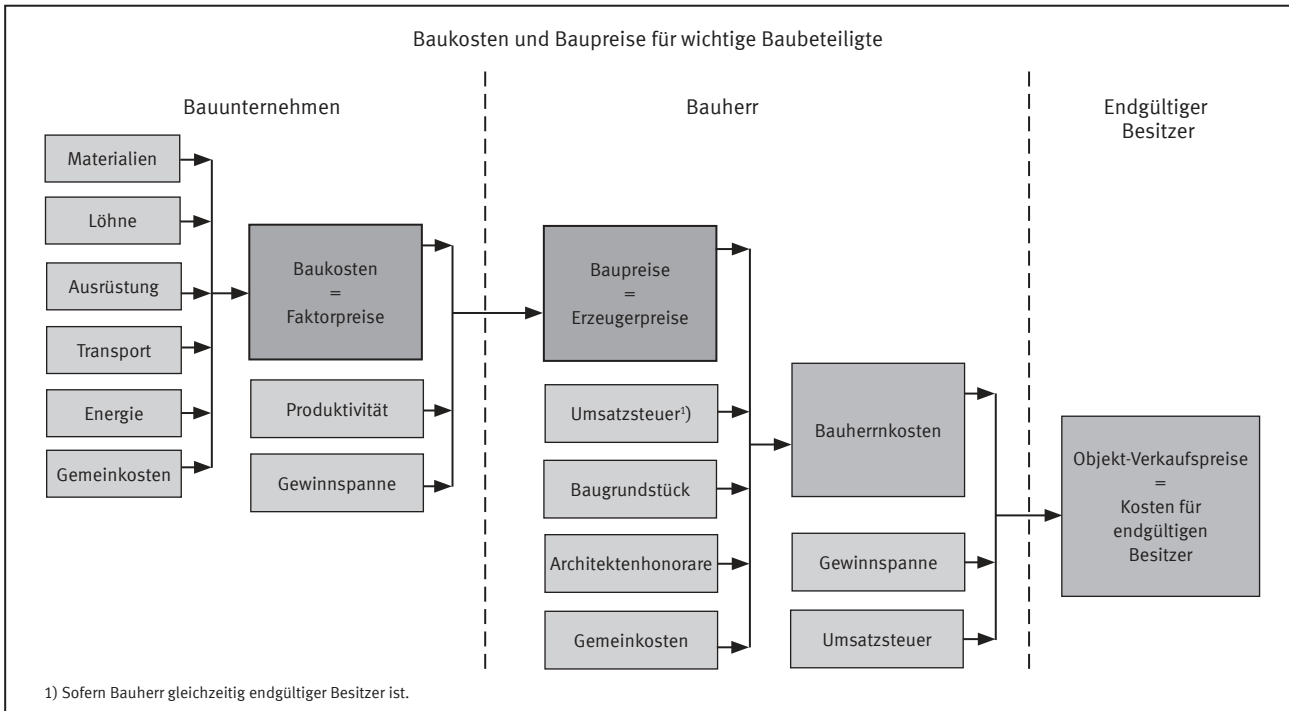 Baukosten und Baupreise für wichtige Baubeteiligte
Bauunternehmen
Materialien
Löhne
Ausrüstung
Transport
Energie
Gemeinkosten
Baukosten
=
Faktorpreise
Produktivität
Gewinnspanne
Bauherr
Baupreise
=
Erzeugerpreise
Umsatzsteuer¹)
Baugrundstück
Architektenhonorare
Gemeinkosten
Bauherrnkosten
Gewinnspanne
Umsatzsteuer
Endgültiger
Besitzer
Objekt-Verkaufspreise
=
Kosten für
endgültigen
Besitzer
1) Sofern Bauherr gleichzeitig endgültiger Besitzer ist.